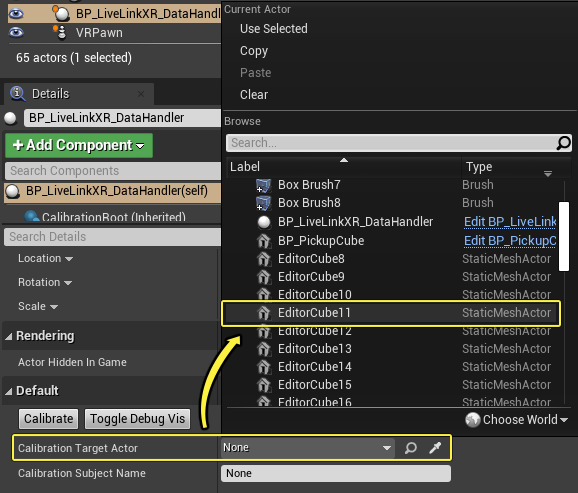 BP_LiveLinkXR_DataHandl
VRPawn
65 actors (1 selected)
Details
BP_LiveLinkXR_DataHandler
+ Add Component
Search Components
BP_LiveLinkXR_DataHandler(self)
CalibrationRoot (Inherited)
Search Details
Location
Rotation
Scale
Rendering
Actor Hidden In Game
Default
Calibrate
Toggle Debug Vis
Calibration Target Actor
None
Calibration Subject Name
None
Current Actor
Use Selected
Copy
Paste
Clear
Browse
Search...
Label Type
Box Brush7 Brush
Box Brush8 Brush
BP_LiveLinkXR_DataHandler Edit BP_LiveLink
BP_PickupCube Edit BP_PickupC
EditorCube8 StaticMeshActor
EditorCube9 StaticMeshActor
EditorCube10 StaticMeshActor
EditorCube11 StaticMeshActor
EditorCube12 StaticMeshActor
EditorCube13 StaticMeshActor
EditorCube14 StaticMeshActor
EditorCube15 StaticMeshActor
EditorCube16 StaticMeshActor
Choose World